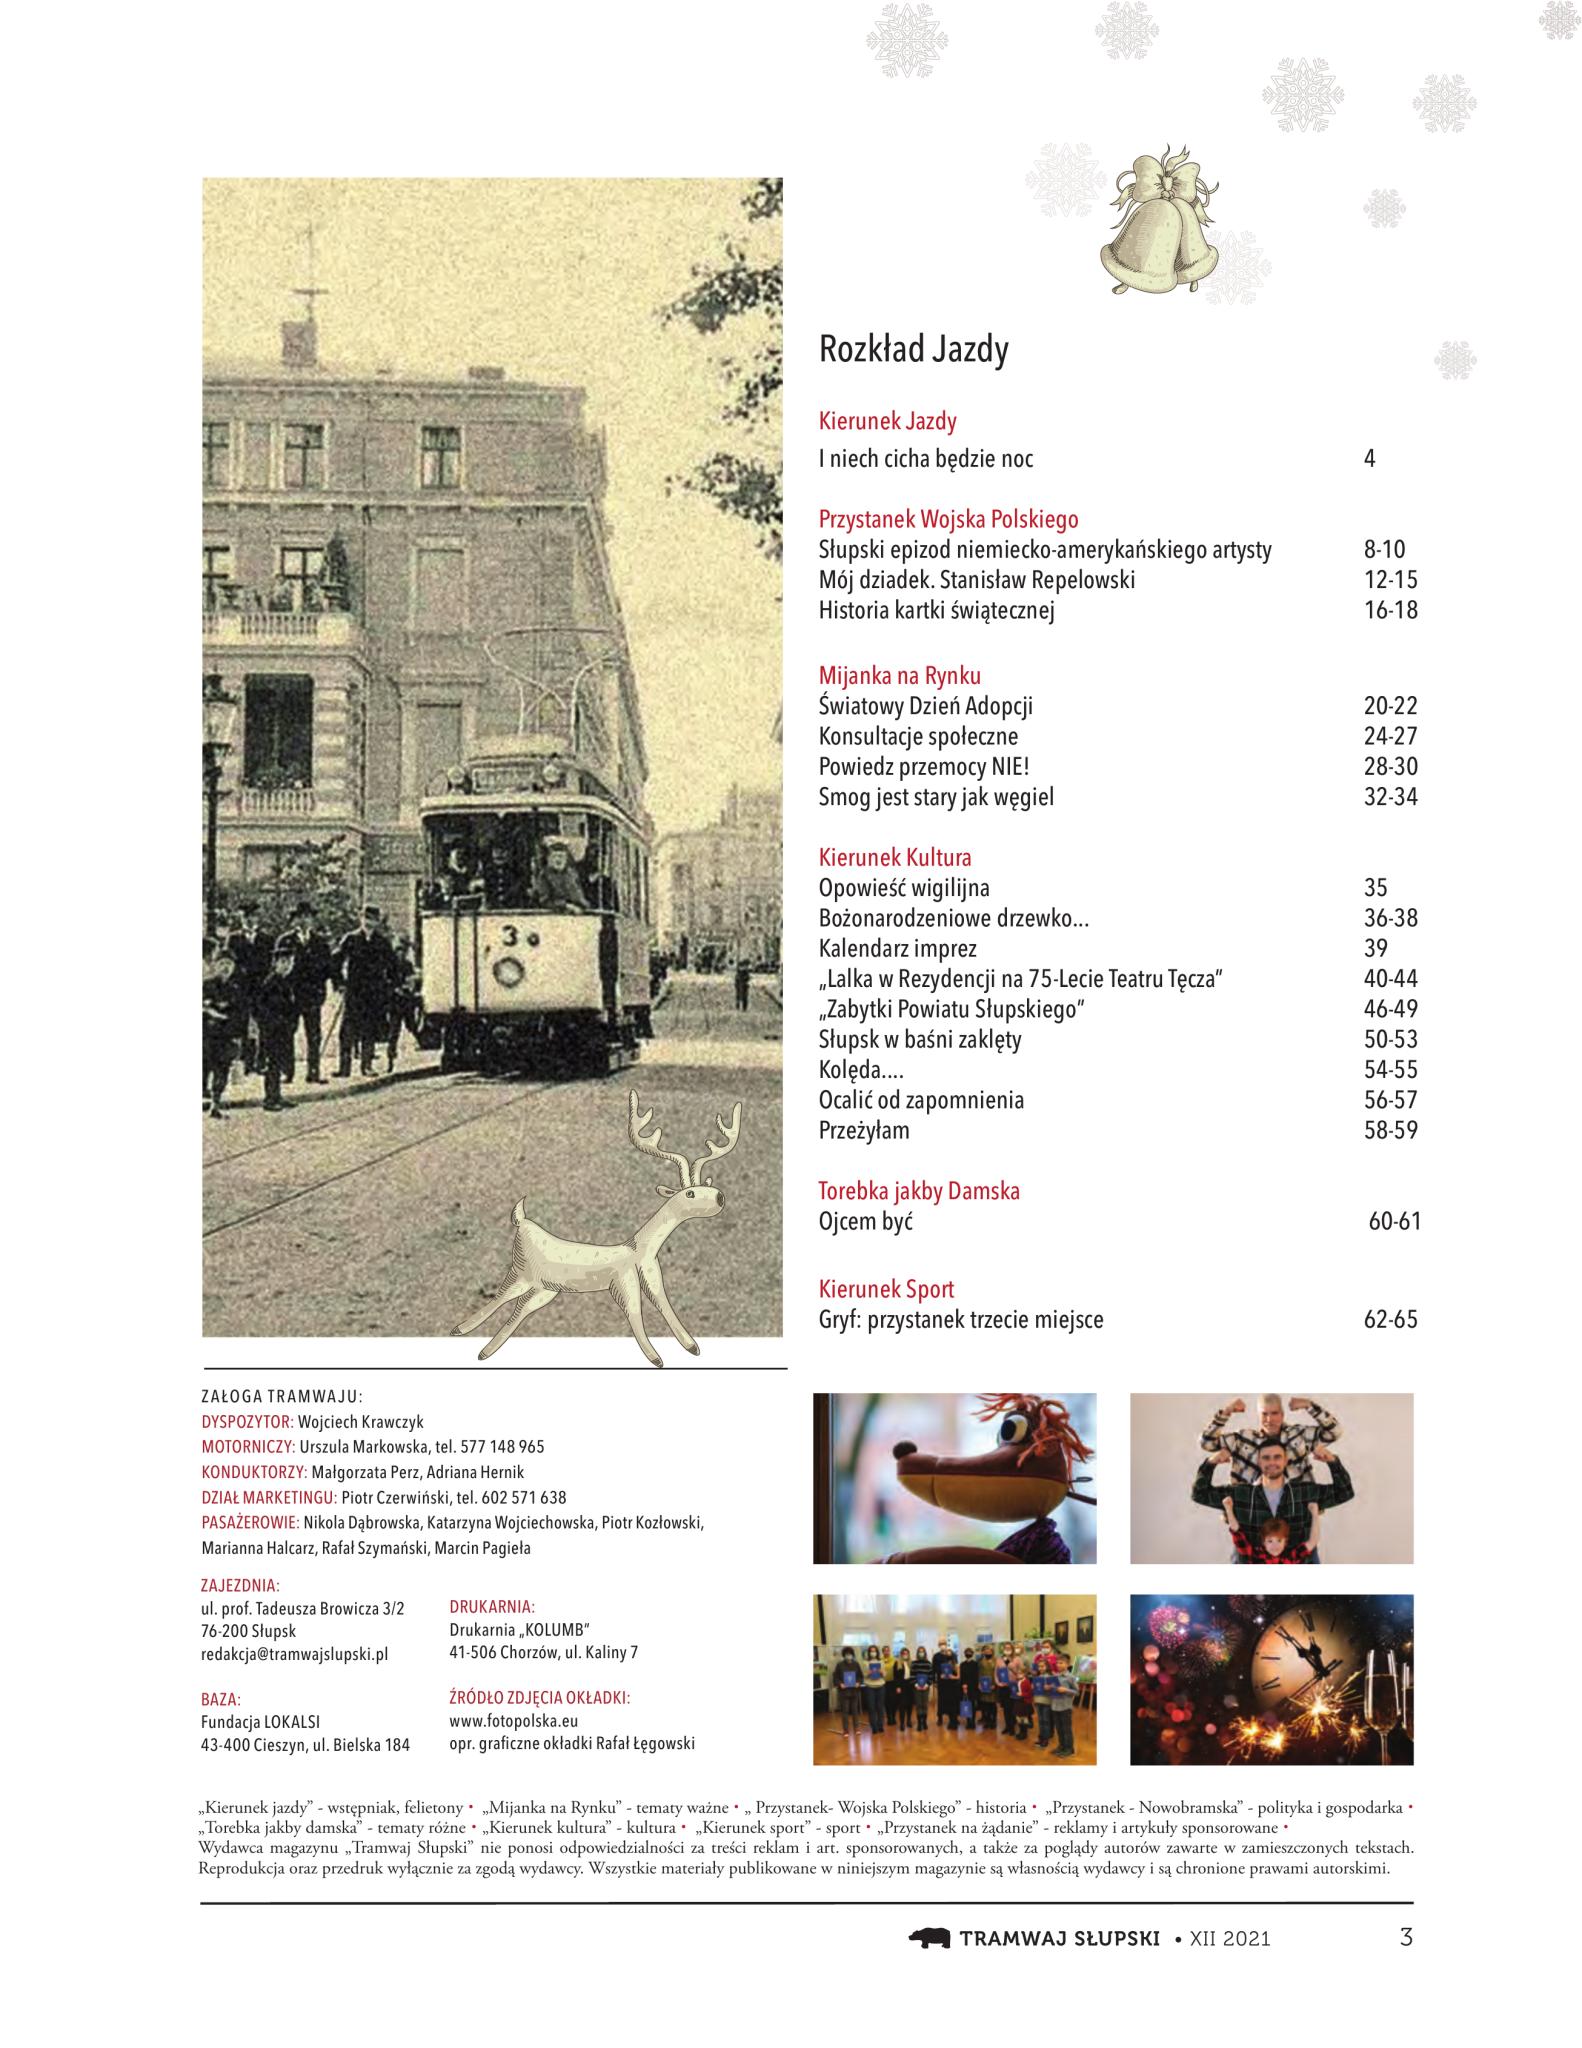 Rozkład Jazdy
Kierunek Jazdy
I niech cicha będzie noc 4
Przystanek Wojska Polskiego
Słupski epizod niemiecko-amerykańskiego artysty 8-10
Mój dziadek. Stanisław Repelowski 12-15
Historia kartki świątecznej 16-18
Mijanka na Rynku
Światowy Dzień Adopcji 20-22
Konsultacje społeczne 24-27
Powiedz przemocy NIE! 28-30
Smog jest stary jak węgiel 32-34
Kierunek Kultura
Opowieść wigilijna 35
Bożonarodzeniowe drzewko... 36-38
Kalendarz imprez 39
„Lalka w Rezydencji na 75-Lecie Teatru Tęcza” 40-44
„Zabytki Powiatu Słupskiego” 46-49
Słupsk w baśni zaklęty 50-53
Kolęda.... 54-55
Ocalić od zapomnienia 56-57
Przeżyłam 58-59
Torebka jakby Damska
Ojcem być 60-61
Kierunek Sport
Gryf: przystanek trzecie miejsce 62-65
3
ZAŁOGA TRAMWAJU:
DYSPOZYTOR: Wojciech Krawczyk
MOTORNICZY: Urszula Markowska, tel. 577 148 965
KONDUKTORZY: Małgorzata Perz, Adriana Hernik
DZIAŁ MARKETINGU: Piotr Czerwiński, tel. 602 571 638
PASAŻEROWIE: Nikola Dąbrowska, Katarzyna Wojciechowska, Piotr Kozłowski,
Marianna Halcarz, Rafał Szymański, Marcin Pagieła
ZAJEZDNIA:
ul. prof. Tadeusza Browicza 3/2
76-200 Słupsk
redakcja@tramwajslupski.pl
BAZA:
Fundacja LOKALSI
43-400 Cieszyn, ul. Bielska 184
DRUKARNIA:
Drukarnia „KOLUMB”
41-506 Chorzów, ul. Kaliny 7
ŹRÓDŁO ZDJĘCIA OKŁADKI:
www.fotopolska.eu
opr. graficzne okładki Rafał Łęgowski
„Kierunek jazdy” - wstępniak, felietony • „Mijanka na Rynku” - tematy ważne • „ Przystanek- Wojska Polskiego” - historia • „Przystanek - Nowobramska” - polityka i gospodarka •
„Torebka jakby damska” - tematy różne • „Kierunek kultura” - kultura • „Kierunek sport” - sport • „Przystanek na żądanie” - reklamy i artykuły sponsorowane •
Wydawca magazynu „Tramwaj Słupski” nie ponosi odpowiedzialności za treści reklam i art. sponsorowanych, a także za poglądy autorów zawarte w zamieszczonych tekstach.
Reprodukcja oraz przedruk wyłącznie za zgodą wydawcy. Wszystkie materiały publikowane w niniejszym magazynie są własnością wydawcy i są chronione prawami autorskimi.
TRAMWAJ SŁUPSKI • XII 2021 3